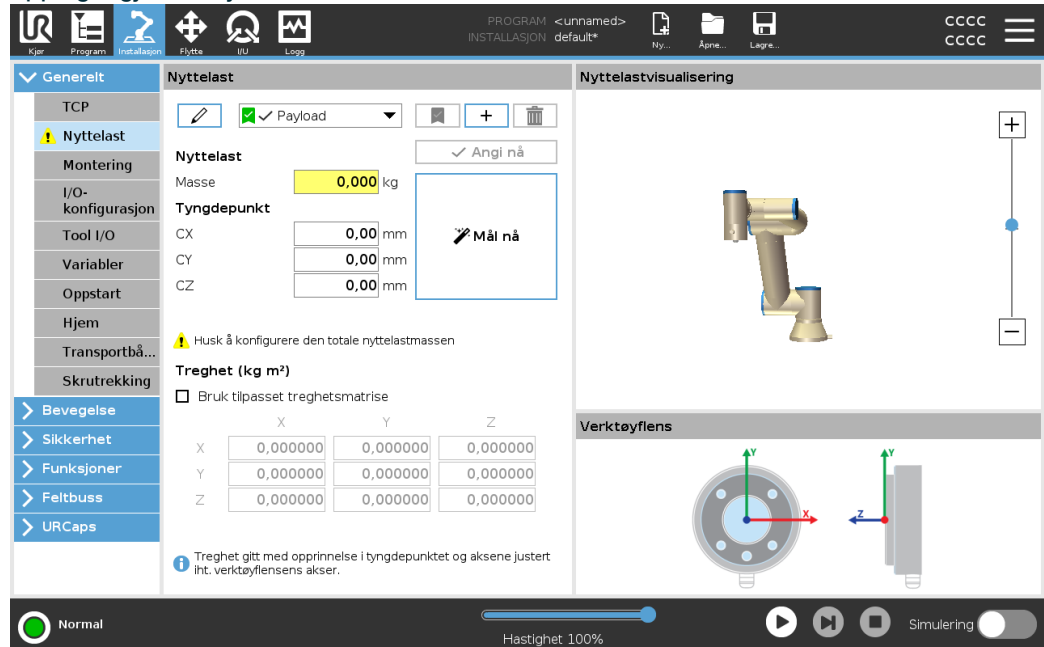 PROGRAM <unnamed>
INSTALLASJON default*
Kjør
Program
Installasjon
Flytte
I/U
Logg
Ny...
Åpne...
Lagre...
CCCC
CCCC
Generelt
TCP
Nyttelast
Montering
I/O-
konfigurasjon
Tool I/O
Variabler
Oppstart
Hjem
Transportbå...
Skrutrekking
Bevegelse
Sikkerhet
Funksjoner
Feltbuss
URCaps
Nyttelast
Payload
Angi nå
Nyttelast
Masse 0,000 kg
Tyngdepunkt
CX 0,00 mm
CY 0,00 mm
CZ 0,00 mm
Mål nå
Husk å konfigurere den totale nyttelastmassen
Treghet (kg m²)
Bruk tilpasset treghetsmatrise
X Y Z
X 0,000000 0,000000 0,000000
Y 0,000000 0,000000 0,000000
Z 0,000000 0,000000 0,000000
Treghet gitt med opprinnelse i tyngdepunktet og aksene justert
iht. verktøyflensens akser.
Nyttelastvisualisering
Verktøyflens
Y
X
Y
Z
Normal
Hastighet 100%
Simulering